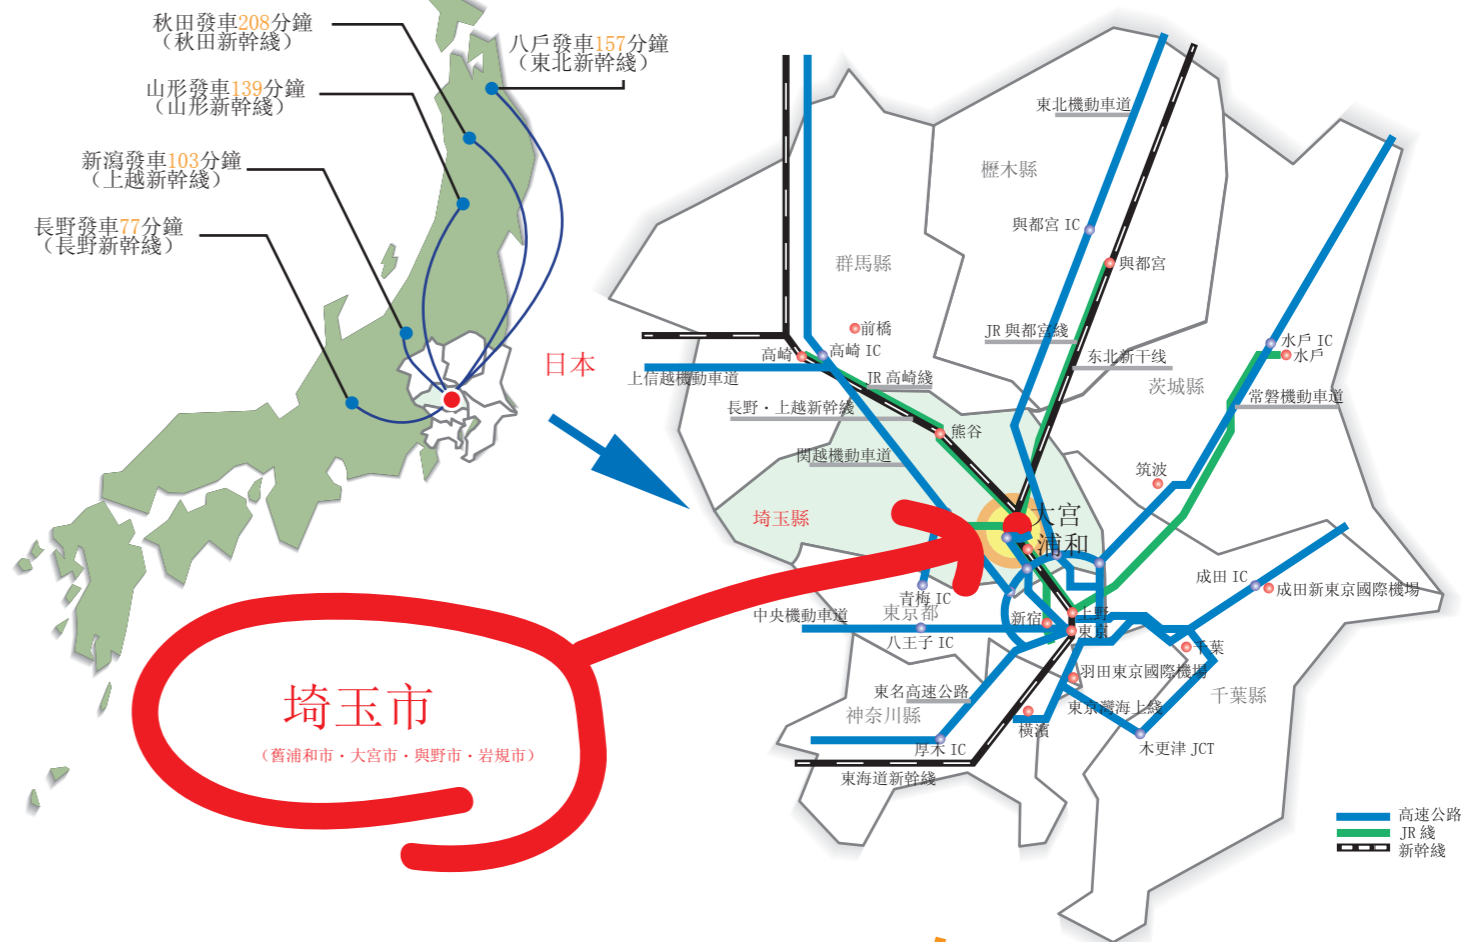 秋田發車208分鐘
（秋田新幹綫）
八戶發車157分鐘
（東北新幹綫）
山形發車139分鐘
（山形新幹綫）
新瀉發車103分鐘
（上越新幹綫）
長野發車77分鐘
（長野新幹綫）
日本
東北機動車道
櫪木縣
與都宮 IC
與都宮
群馬縣
前橋
JR 與都宮綫
东北新干线
水戶 IC
水戶
高崎
高崎 IC
上信越機動車道
JR 高崎綫
茨城縣
常磐機動車道
長野・上越新幹綫
熊谷
関越機動車道
筑波
埼玉縣
大宮
浦和
成田 IC
成田新東京國際機場
青梅 IC
東京都
中央機動車道
新宿
上野
東京
八王子 IC
千葉
羽田東京國際機場
東名高速公路
神奈川縣
東京灣海上綫
千葉縣
橫濱
厚木 IC
木更津 JCT
東海道新幹綫
埼玉市
（舊浦和市・大宮市・與野市・岩規市）
高速公路
JR 綫
新幹綫